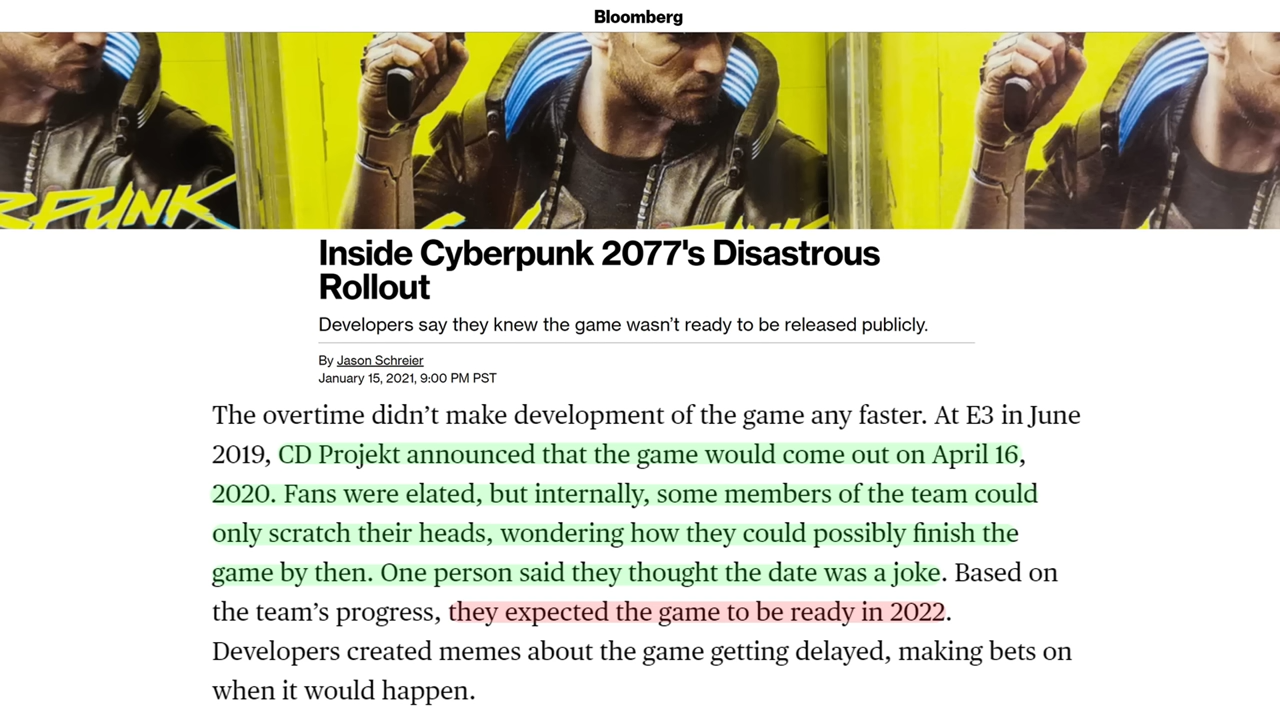 Bloomberg
RPUNK
Inside Cyberpunk 2077's Disastrous
Rollout
Developers say they knew the game wasn't ready to be released publicly.
By Jason Schreier
January 15, 2021, 9:00 PM PST
The overtime didn’t make development of the game any faster. At E3 in June
2019, CD Projekt announced that the game would come out on April 16,
2020. Fans were elated, but internally, some members of the team could
only scratch their heads, wondering how they could possibly finish the
game by then. One person said they thought the date was a joke. Based on
the team’s progress, they expected the game to be ready in 2022.
Developers created memes about the game getting delayed, making bets on
when it would happen.